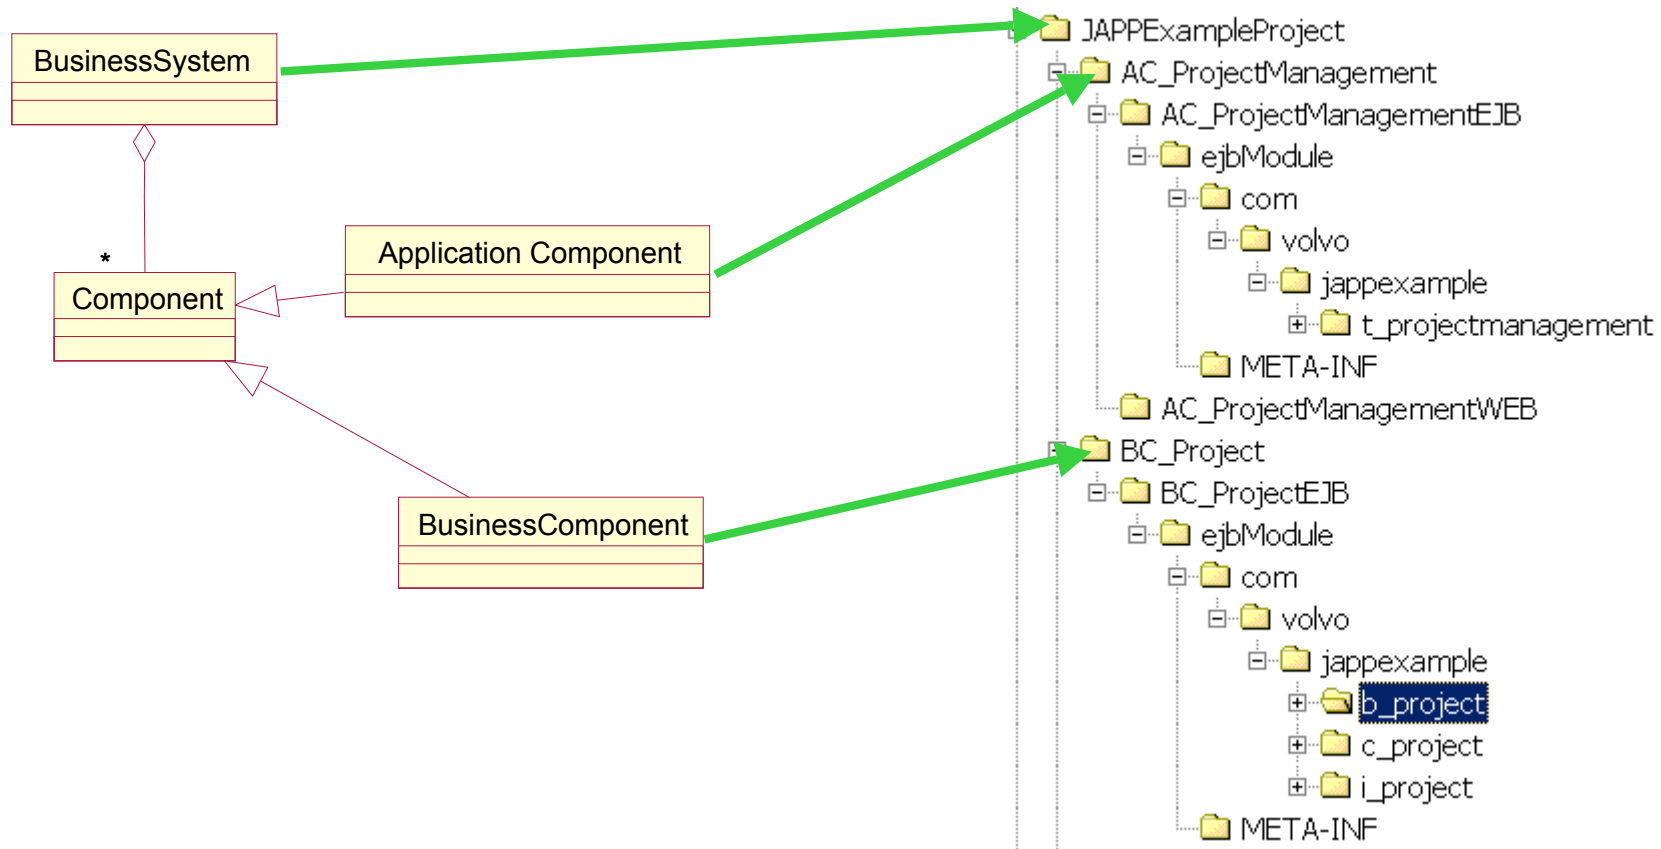 BusinessSystem
*
Component
Application Component
BusinessComponent
JAPPExampleProject
AC_ProjectManagement
AC_ProjectManagementEJB
ejbModule
com
volvo
jappexample
t_projectmanagement
META-INF
AC_ProjectManagementWEB
BC_Project
BC_ProjectEJB
ejbModule
com
volvo
jappexample
b_project
c_project
i_project
META-INF